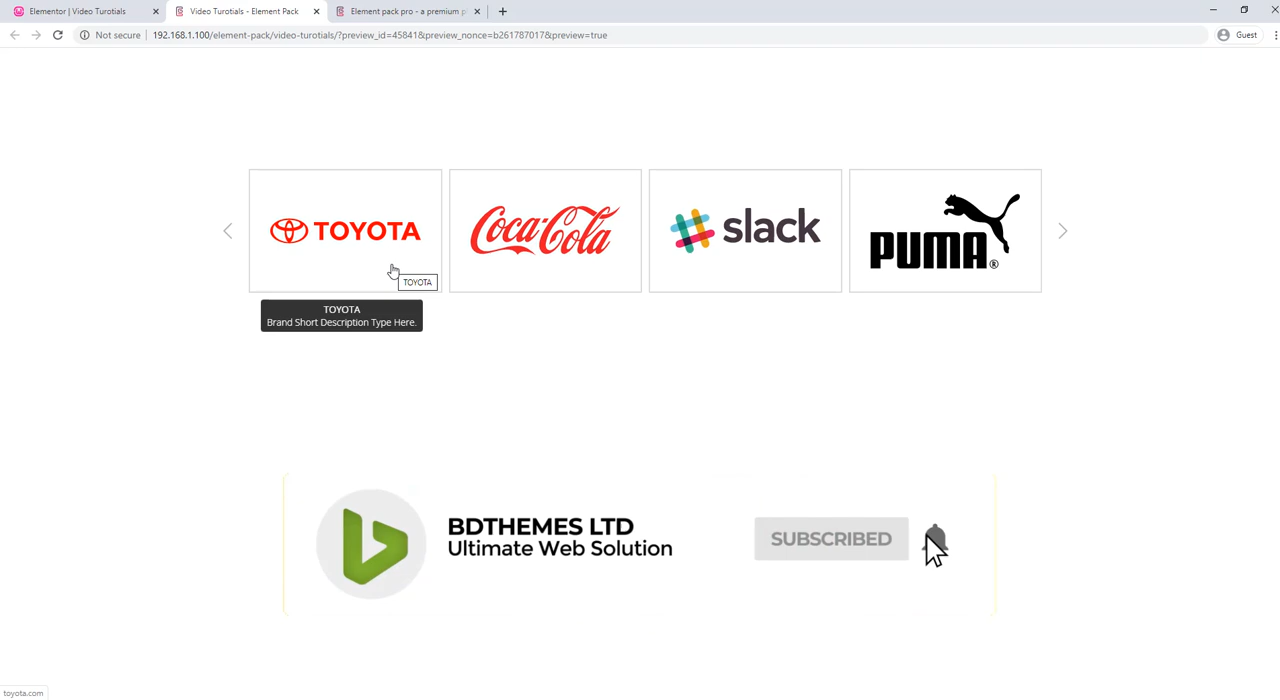 Elementor | Video Turotials
Video Turotials - Element Pack
Element pack pro - a premium p
Not secure
192.168.1.100/element-pack/video-turotials/?preview_id=45841&preview_nonce=b261787017&preview=true
Guest
TOYOTA
Coca-Cola
slack
PUMA®
TOYOTA
TOYOTA
Brand Short Description Type Here.
BDTHEMES LTD
Ultimate Web Solution
SUBSCRIBED
toyota.com